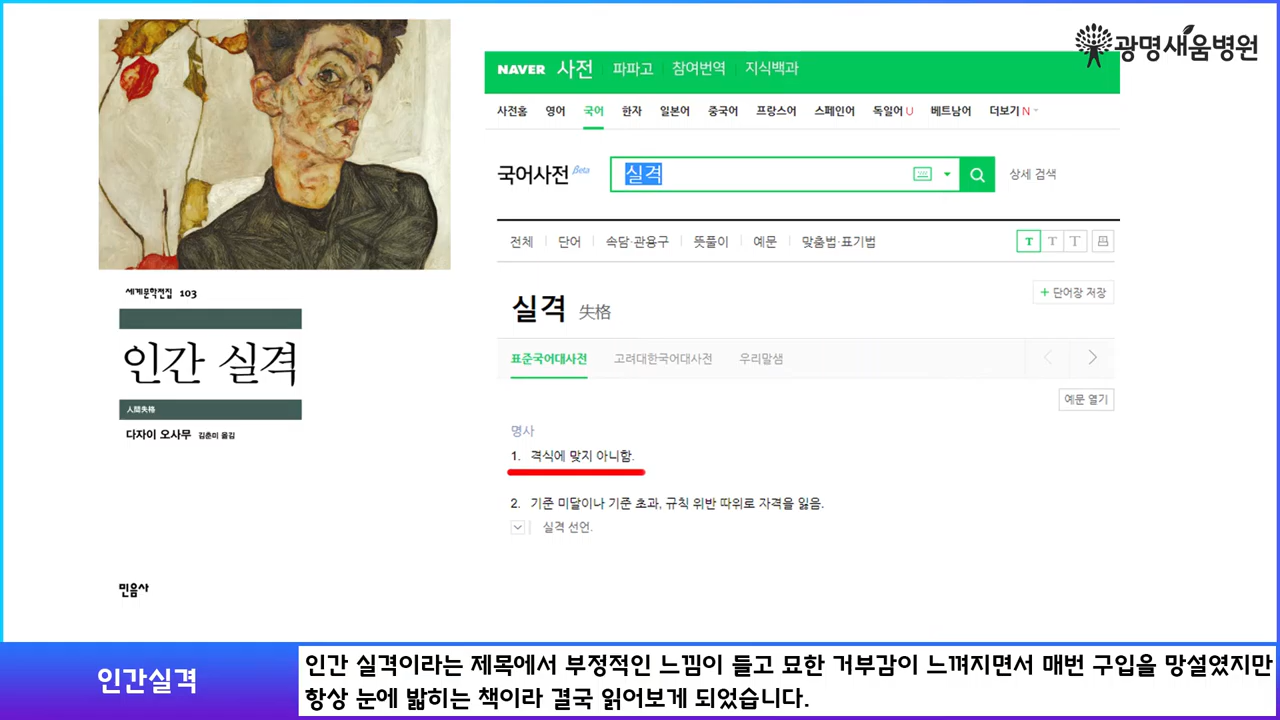 광명새움병원
NAVER 사전 파파고 참여번역 지식백과
사전홈 영어 국어 한자 일본어 중국어 프랑스어 스페인어 독일어 U 베트남어 더보기 N
국어사전 Beta 실격 상세 검색
전체 단어 속담·관용구 뜻풀이 예문 맞춤법·표기법 T T T
실격 失格
+ 단어장 저장
표준국어대사전 고려대한국어대사전 우리말샘
예문 열기
명사
1. 격식에 맞지 아니함.
2. 기준 미달이나 기준 초과, 규칙 위반 따위로 자격을 잃음.
실격 선언.
세계문학전집 103
인간 실격
人間失格
다자이 오사무 김춘미 옮김
민음사
인간실격
인간 실격이라는 제목에서 부정적인 느낌이 들고 묘한 거부감이 느껴지면서 매번 구입을 망설였지만
항상 눈에 밟히는 책이라 결국 읽어보게 되었습니다.